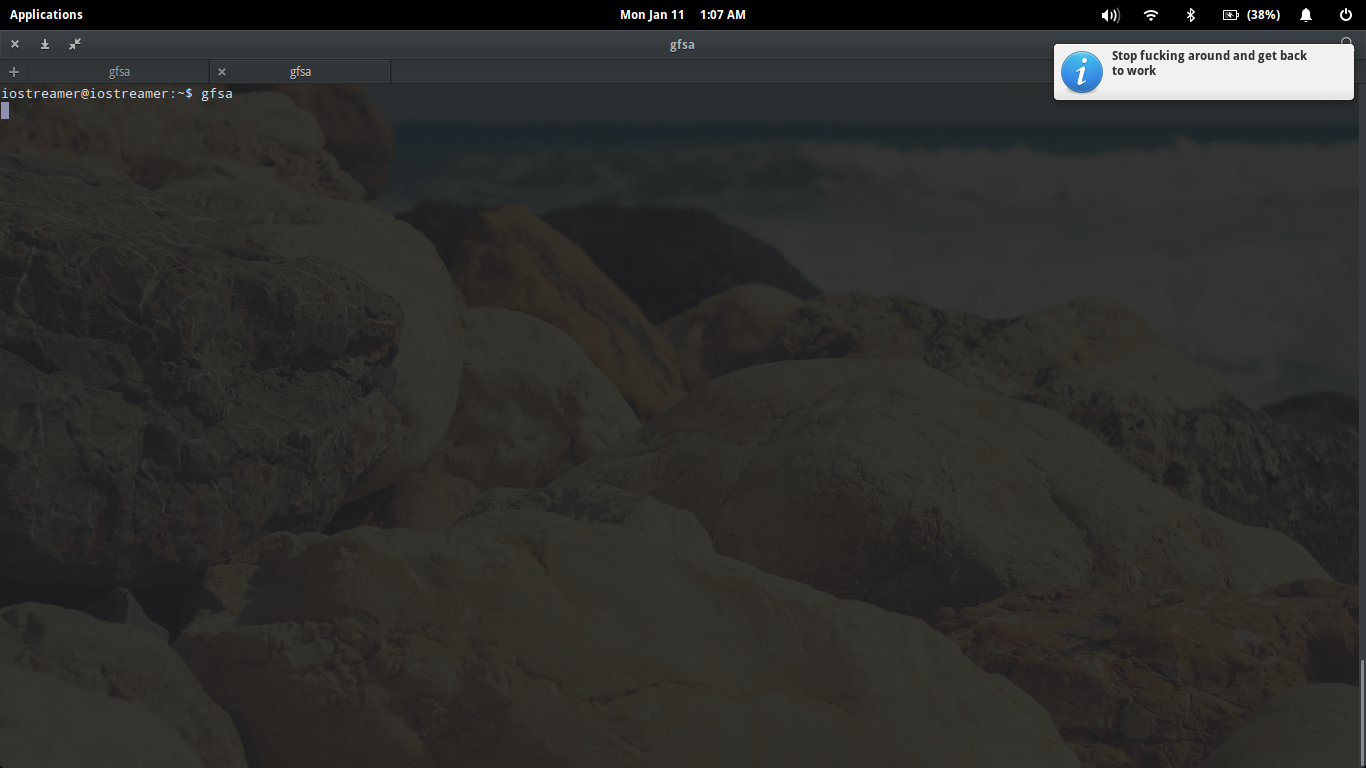 Applications
Mon Jan 11 1:07 AM
(38%)
gfsa
gfsa
gfsa
Stop fucking around and get back
to work
iostreamer@iostreamer:~$ gfsa